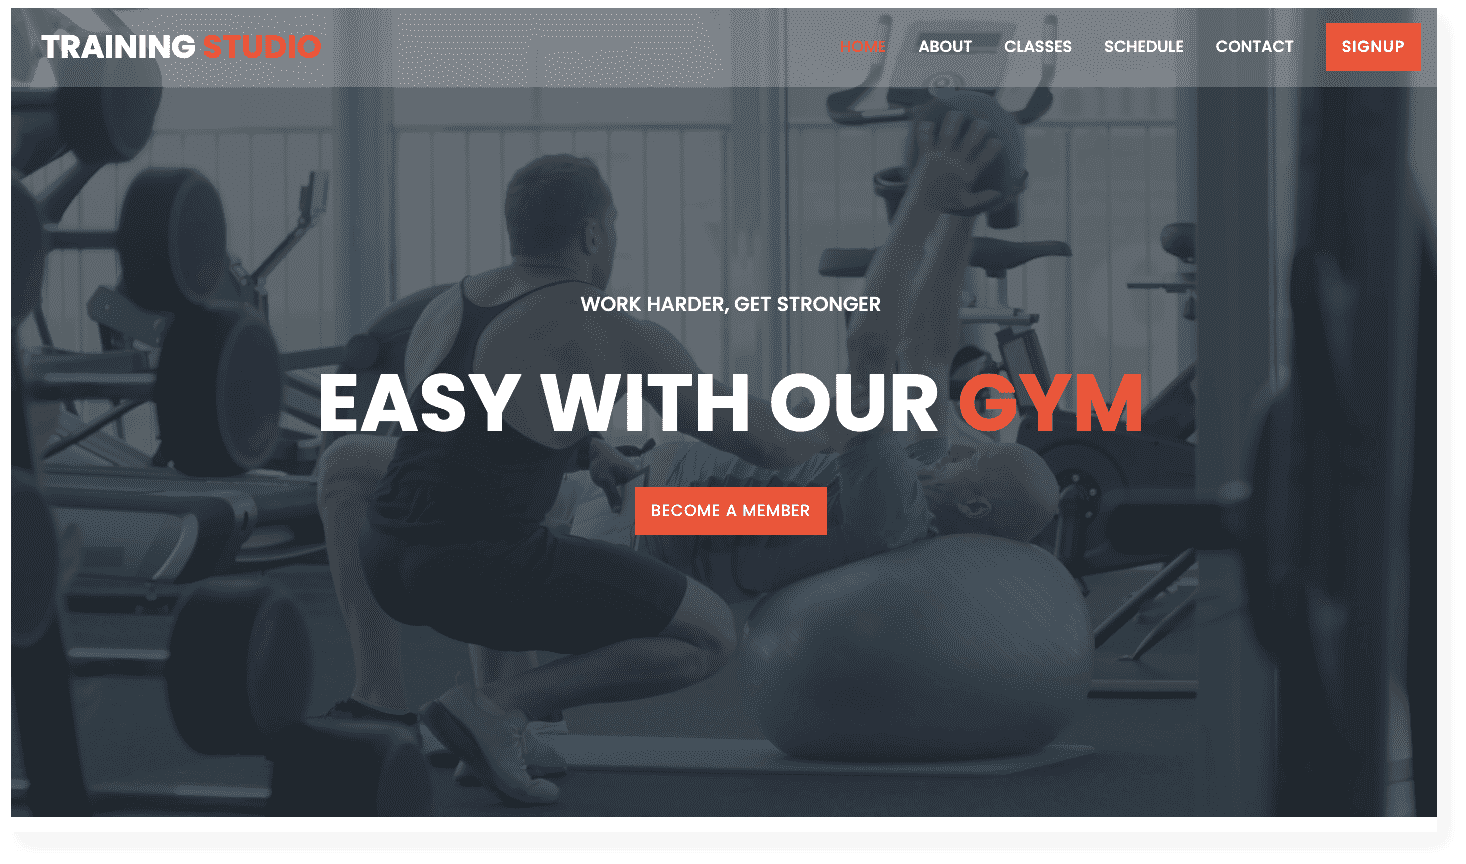 TRAINING STUDIO
HOME ABOUT CLASSES SCHEDULE CONTACT SIGNUP
WORK HARDER, GET STRONGER
EASY WITH OUR GYM
BECOME A MEMBER